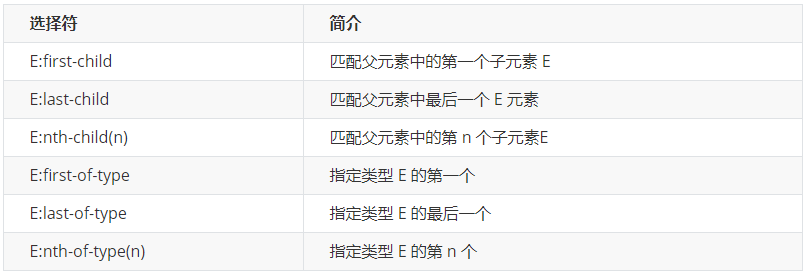 选择符 简介
E:first-child 匹配父元素中的第一个子元素 E
E:last-child 匹配父元素中最后一个 E 元素
E:nth-child(n) 匹配父元素中的第 n 个子元素E
E:first-of-type 指定类型 E 的第一个
E:last-of-type 指定类型 E 的最后一个
E:nth-of-type(n) 指定类型 E 的第 n 个